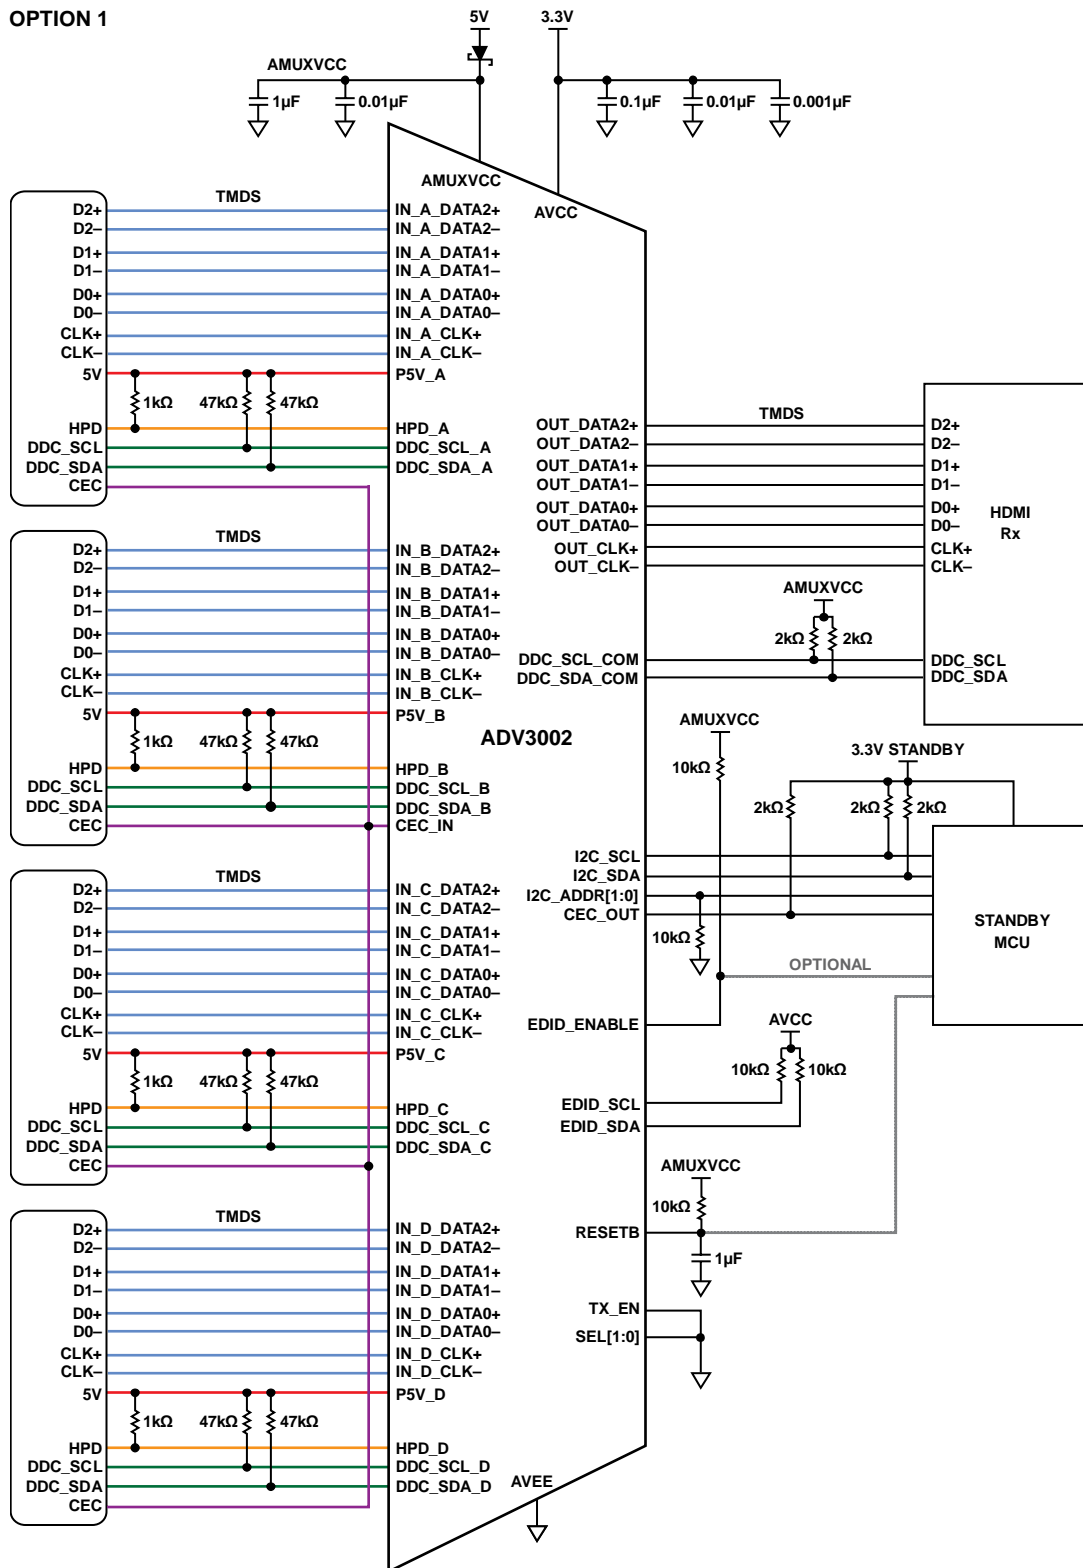 OPTION 1
5V
3.3V
AMUXVCC
1µF
0.01µF
0.1µF
0.01µF
0.001µF
AMUXVCC
AVCC
TMDS
D2+
IN_A_DATA2+
D2–
IN_A_DATA2–
D1+
IN_A_DATA1+
D1–
IN_A_DATA1–
D0+
IN_A_DATA0+
D0–
IN_A_DATA0–
CLK+
IN_A_CLK+
CLK–
IN_A_CLK–
5V
P5V_A
1kΩ
47kΩ
47kΩ
HPD
HPD_A
DDC_SCL
DDC_SCL_A
DDC_SDA
DDC_SDA_A
CEC
TMDS
D2+
IN_B_DATA2+
D2–
IN_B_DATA2–
D1+
IN_B_DATA1+
D1–
IN_B_DATA1–
D0+
IN_B_DATA0+
D0–
IN_B_DATA0–
CLK+
IN_B_CLK+
CLK–
IN_B_CLK–
5V
P5V_B
1kΩ
47kΩ
47kΩ
HPD
HPD_B
DDC_SCL
DDC_SCL_B
DDC_SDA
DDC_SDA_B
CEC
CEC_IN
TMDS
D2+
IN_C_DATA2+
D2–
IN_C_DATA2–
D1+
IN_C_DATA1+
D1–
IN_C_DATA1–
D0+
IN_C_DATA0+
D0–
IN_C_DATA0–
CLK+
IN_C_CLK+
CLK–
IN_C_CLK–
5V
P5V_C
1kΩ
47kΩ
47kΩ
HPD
HPD_C
DDC_SCL
DDC_SCL_C
DDC_SDA
DDC_SDA_C
CEC
TMDS
D2+
IN_D_DATA2+
D2–
IN_D_DATA2–
D1+
IN_D_DATA1+
D1–
IN_D_DATA1–
D0+
IN_D_DATA0+
D0–
IN_D_DATA0–
CLK+
IN_D_CLK+
CLK–
IN_D_CLK–
5V
P5V_D
1kΩ
47kΩ
47kΩ
HPD
HPD_D
DDC_SCL
DDC_SCL_D
DDC_SDA
DDC_SDA_D
CEC
ADV3002
AVEE
TMDS
OUT_DATA2+
D2+
OUT_DATA2–
D2–
OUT_DATA1+
D1+
OUT_DATA1–
D1–
OUT_DATA0+
D0+
OUT_DATA0–
D0–
OUT_CLK+
CLK+
OUT_CLK–
CLK–
HDMI
Rx
AMUXVCC
2kΩ
2kΩ
DDC_SCL_COM
DDC_SCL
DDC_SDA_COM
DDC_SDA
AMUXVCC
10kΩ
3.3V STANDBY
2kΩ
2kΩ
2kΩ
I2C_SCL
I2C_SDA
I2C_ADDR[1:0]
CEC_OUT
10kΩ
STANDBY
MCU
OPTIONAL
EDID_ENABLE
AVCC
10kΩ
10kΩ
EDID_SCL
EDID_SDA
AMUXVCC
10kΩ
RESETB
1µF
TX_EN
SEL[1:0]